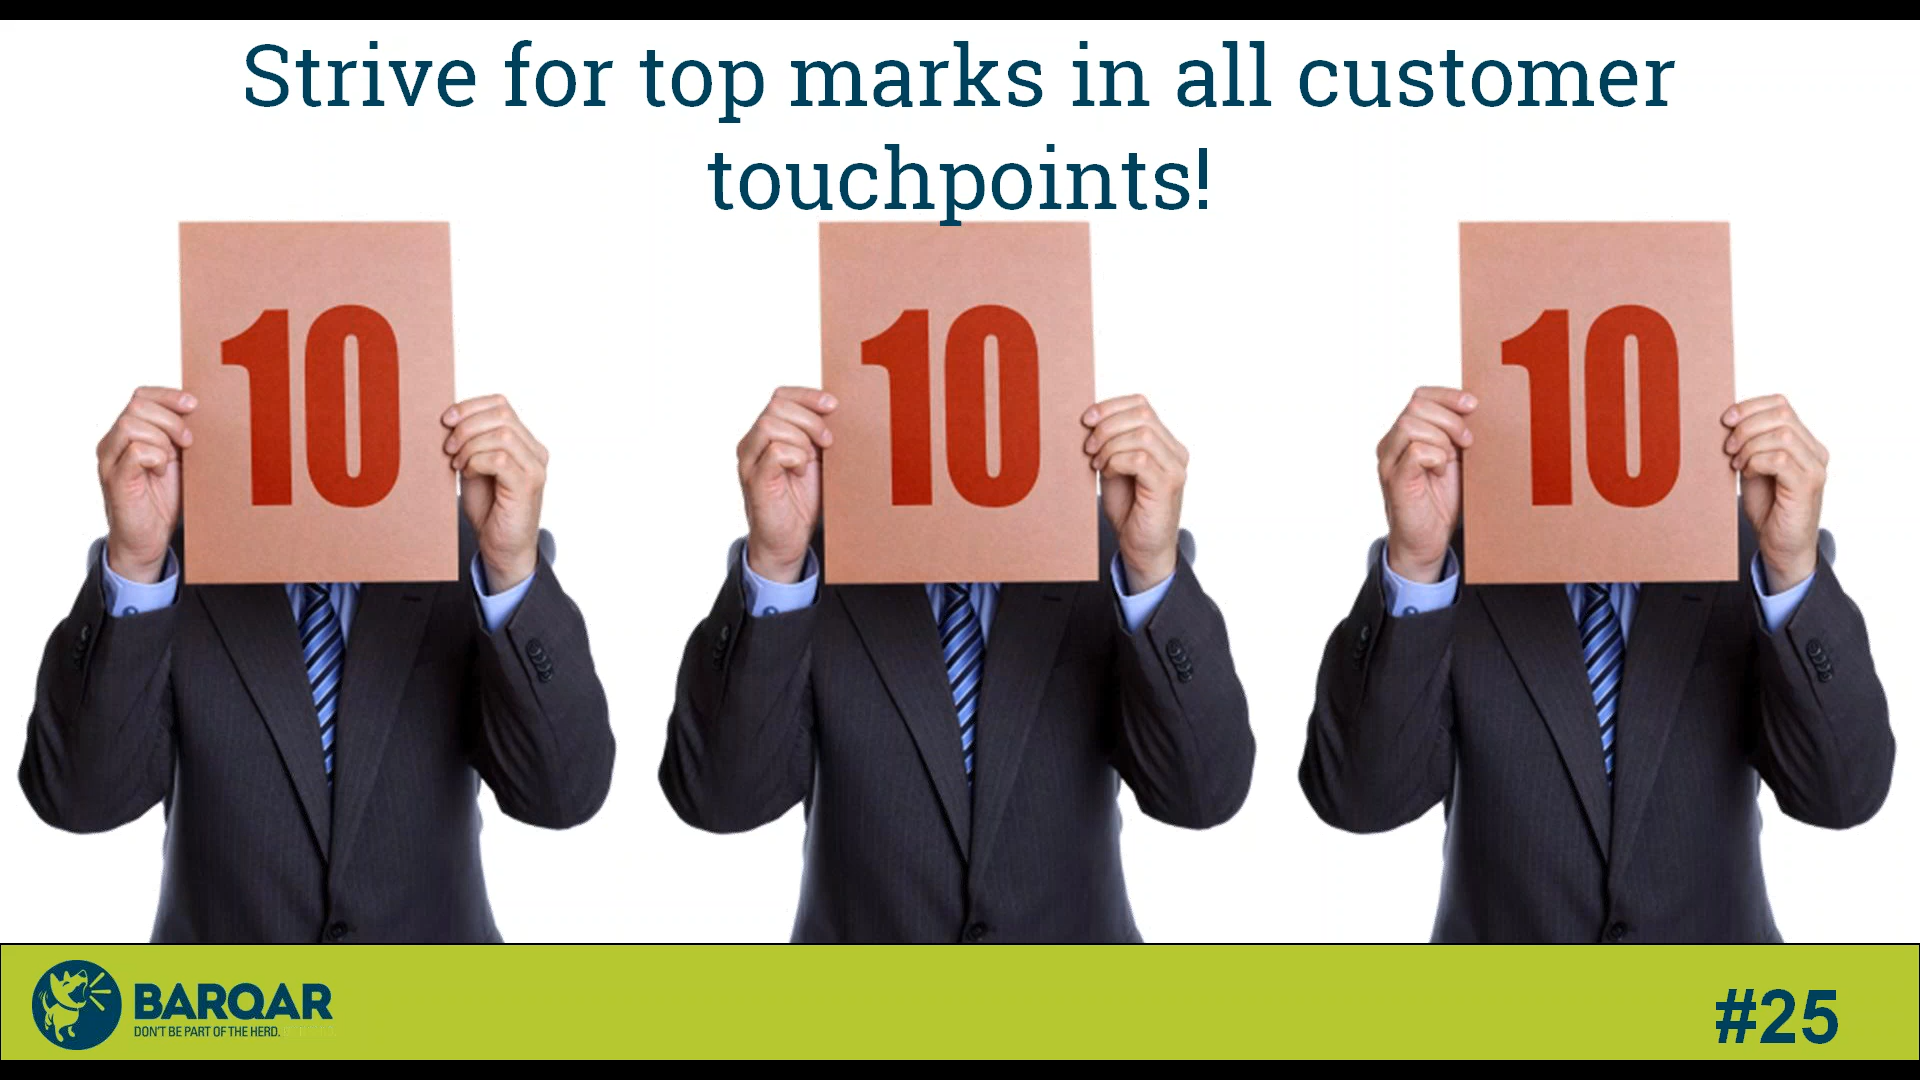 Strive for top marks in all customer
touchpoints!
10
10
10
BARQAR
DON'T BE PART OF THE HERD.
#25